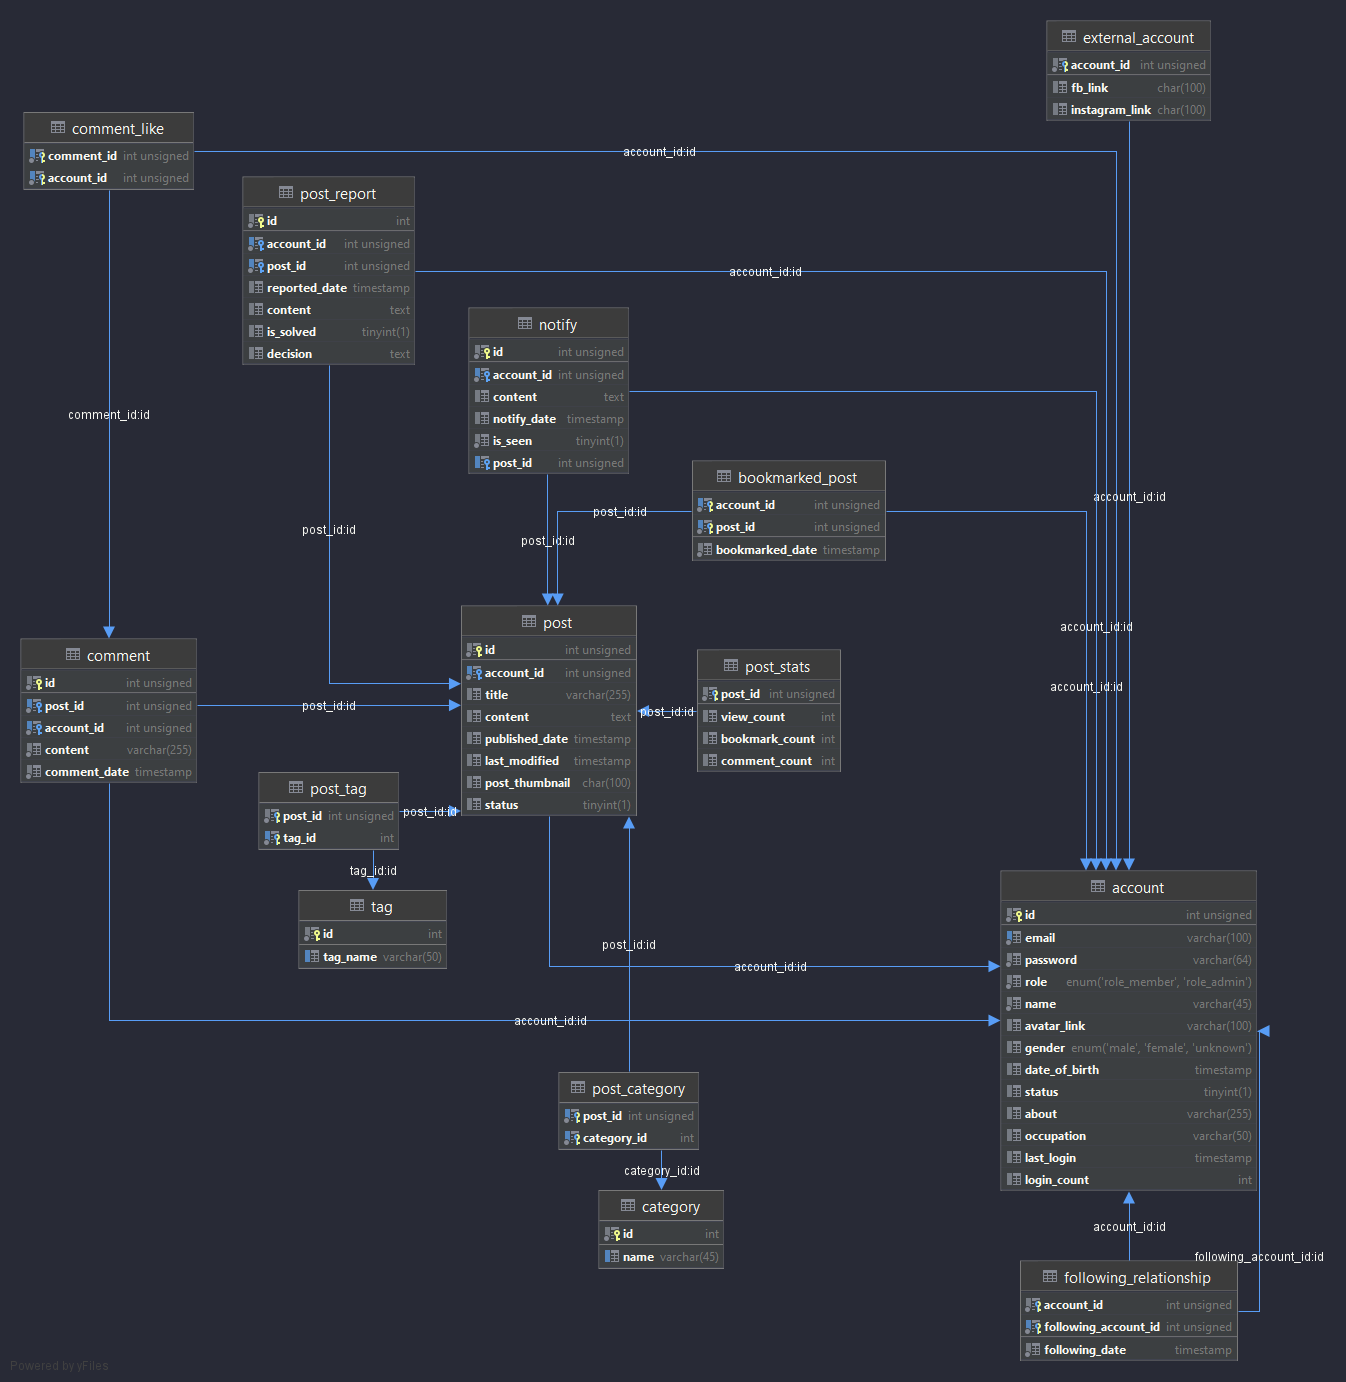 external_account
account_id int unsigned
fb_link char(100)
instagram_link char(100)
comment_like
comment_id int unsigned
account_id int unsigned
account_id:id
post_report
id int
account_id int unsigned
post_id int unsigned
reported_date timestamp
content text
is_solved tinyint(1)
decision text
account_id:id
notify
id int unsigned
account_id int unsigned
content text
notify_date timestamp
is_seen tinyint(1)
post_id int unsigned
comment_id:id
bookmarked_post
account_id int unsigned
post_id int unsigned
bookmarked_date timestamp
account_id:id
post_id:id
post_id:id
post_id:id
account_id:id
account_id:id
post
id int unsigned
account_id int unsigned
title varchar(255)
content text
published_date timestamp
last_modified timestamp
post_thumbnail char(100)
status tinyint(1)
comment
id int unsigned
post_id int unsigned
account_id int unsigned
content varchar(255)
comment_date timestamp
post_id:id
post_stats
post_id int unsigned
view_count int
bookmark_count int
comment_count int
post_id:id
post_tag
post_id int unsigned
tag_id int
post_id:id
tag_id:id
tag
id int
tag_name varchar(50)
account
id int unsigned
email varchar(100)
password varchar(64)
role enum('role_member', 'role_admin')
name varchar(45)
avatar_link varchar(100)
gender enum('male', 'female', 'unknown')
date_of_birth timestamp
status tinyint(1)
about varchar(255)
occupation varchar(50)
last_login timestamp
login_count int
post_id:id
account_id:id
account_id:id
post_category
post_id int unsigned
category_id int
category_id:id
category
id int
name varchar(45)
account_id:id
following_account_id:id
following_relationship
account_id int unsigned
following_account_id int unsigned
following_date timestamp
Powered by yFiles